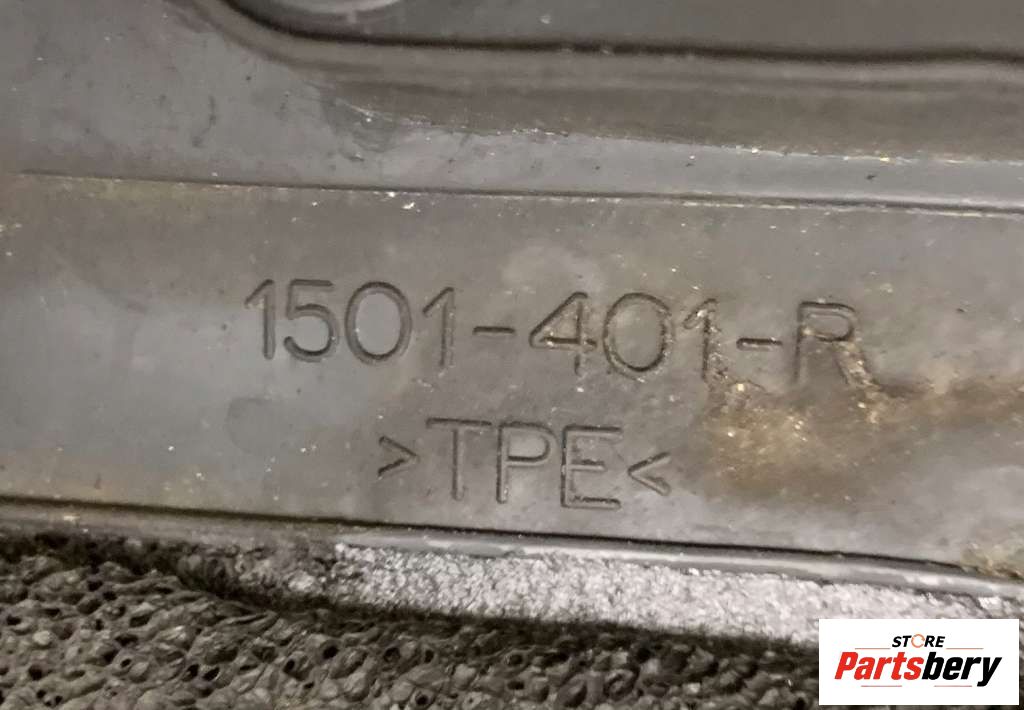 1501-401-R
>TPE<
STORE
Partsbery